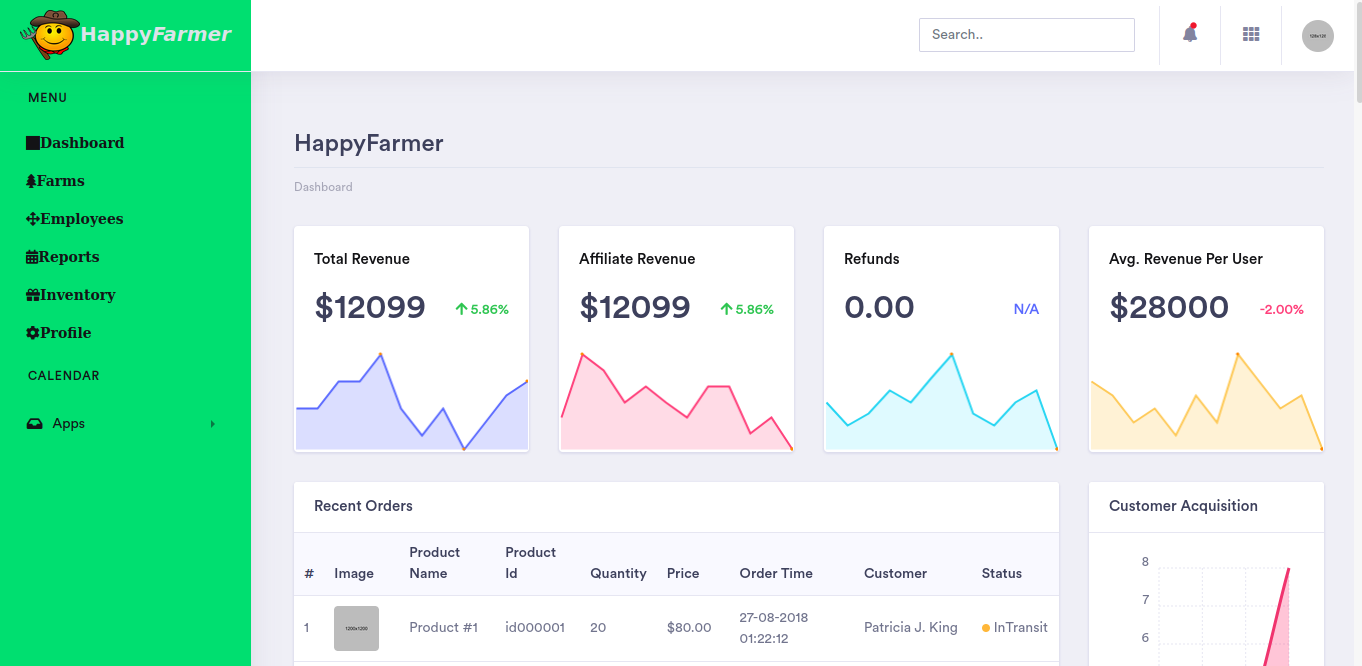 HappyFarmer
Search..
128x128
MENU
Dashboard
Farms
Employees
Reports
Inventory
Profile
CALENDAR
Apps
HappyFarmer
Dashboard
Total Revenue
$12099
5.86%
Affiliate Revenue
$12099
5.86%
Refunds
0.00
N/A
Avg. Revenue Per User
$28000
-2.00%
Recent Orders
# Image Product Name Product Id Quantity Price Order Time Customer Status
1 1200x1200 Product #1 id000001 20 $80.00 27-08-2018 01:22:12 Patricia J. King InTransit
Customer Acquisition
8
7
6